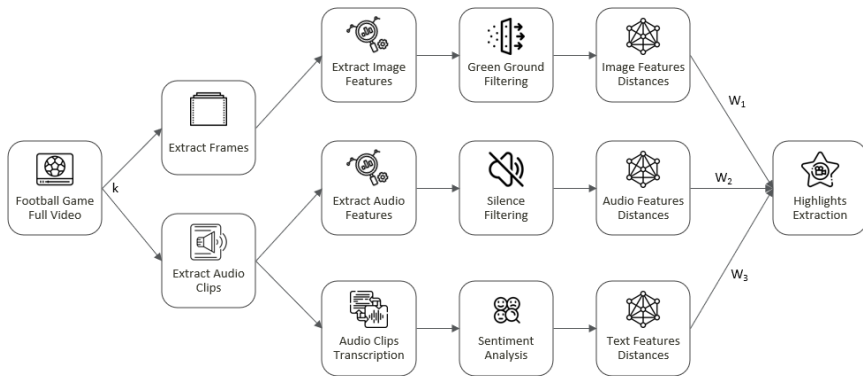 Extract Image
Features
Green Ground
Filtering
Image Features
Distances
W1
Extract Frames
k
Football Game
Full Video
Extract Audio
Features
Silence
Filtering
Audio Features
Distances
W2
Highlights
Extraction
Extract Audio
Clips
W3
Audio Clips
Transcription
Sentiment
Analysis
Text Features
Distances